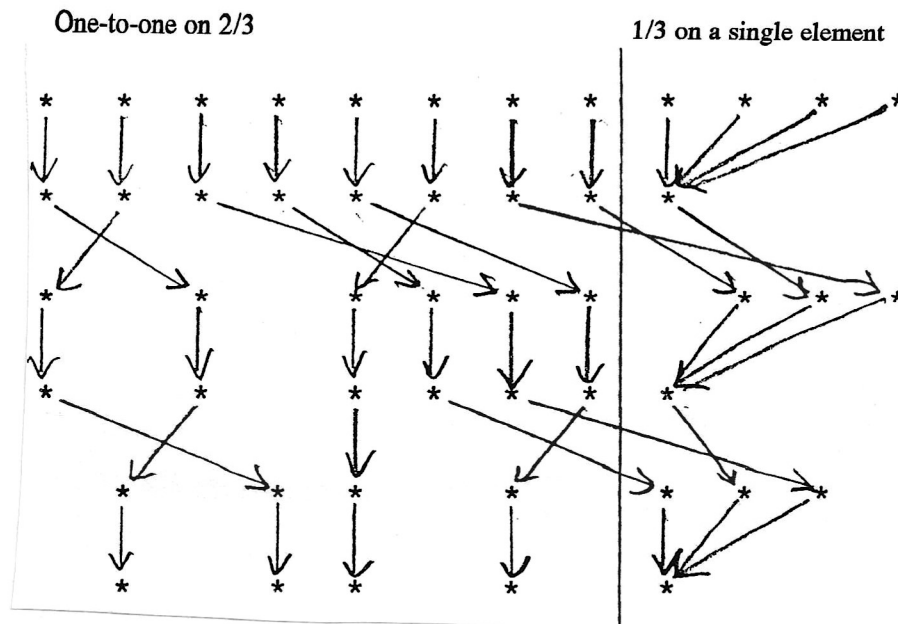 One-to-one on 2/3
1/3 on a single element
* * * * * * * * * * * *
* * * * * * * * *
* * * * * * * * *
* * * * * * *
* * * * * * *
* * * * *